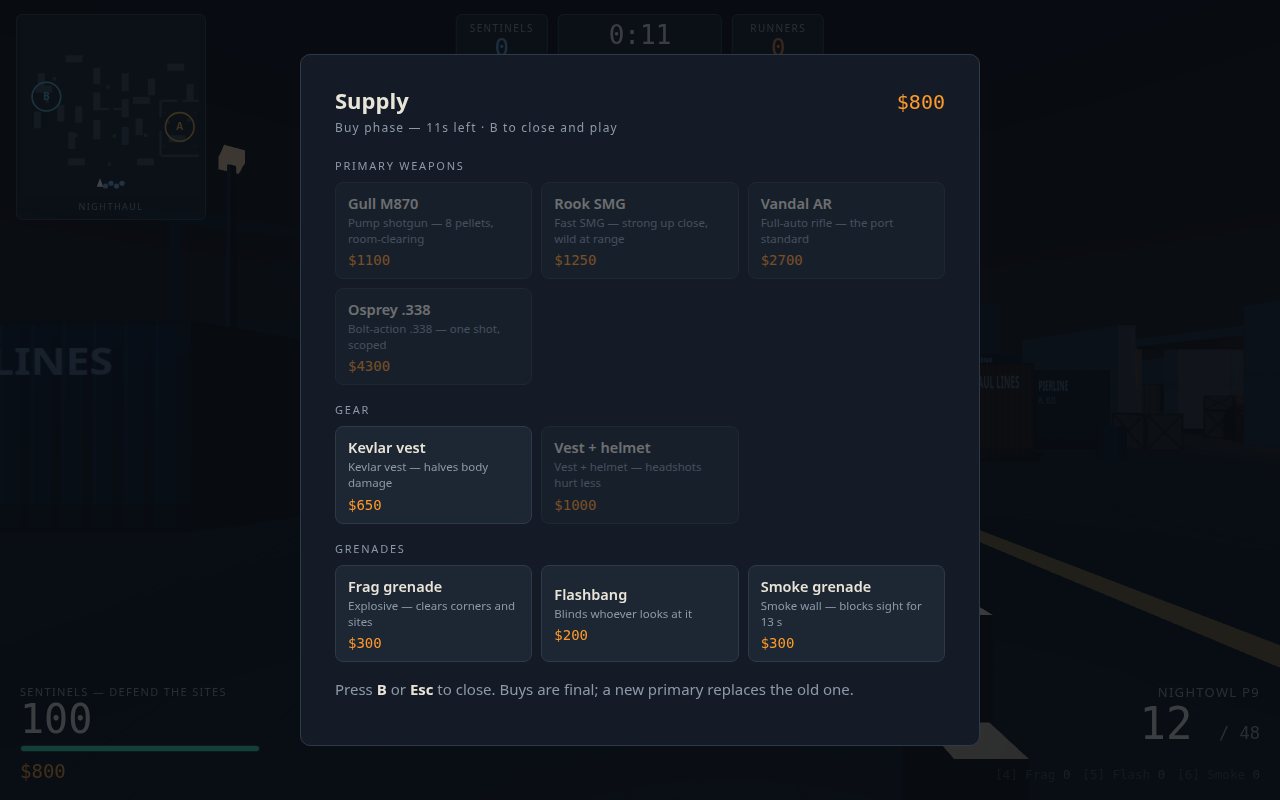 SENTINELS
0
0:11
RUNNERS
0
B
A
NIGHTHAUL
Supply
$800
Buy phase — 11s left · B to close and play
PRIMARY WEAPONS
Gull M870
Pump shotgun — 8 pellets,
room-clearing
$1100
Rook SMG
Fast SMG — strong up close,
wild at range
$1250
Vandal AR
Full-auto rifle — the port
standard
$2700
Osprey .338
Bolt-action .338 — one shot,
scoped
$4300
GEAR
Kevlar vest
Kevlar vest — halves body
damage
$650
Vest + helmet
Vest + helmet — headshots
hurt less
$1000
GRENADES
Frag grenade
Explosive — clears corners and
sites
$300
Flashbang
Blinds whoever looks at it
$200
Smoke grenade
Smoke wall — blocks sight for
13 s
$300
Press B or Esc to close. Buys are final; a new primary replaces the old one.
LINES
LINES
PIERLINE
SENTINELS — DEFEND THE SITES
100
$800
NIGHTOWL P9
12 / 48
[4] Frag 0 [5] Flash 0 [6] Smoke 0